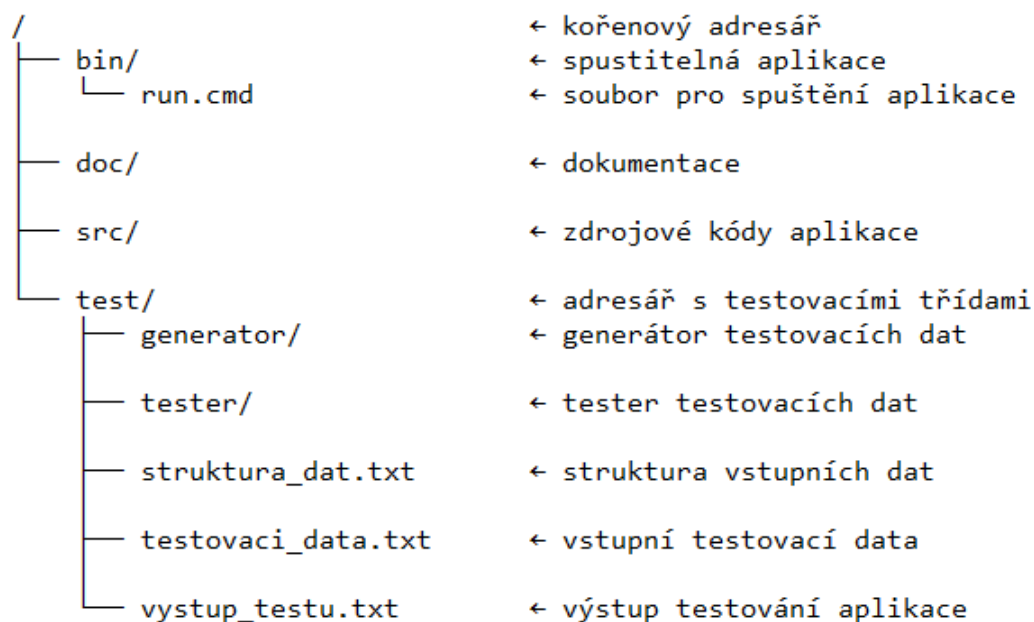 / ← kořenový adresář
├── bin/ ← spustitelná aplikace
│ └── run.cmd ← soubor pro spuštění aplikace
├── doc/ ← dokumentace
├── src/ ← zdrojové kódy aplikace
└── test/ ← adresář s testovacími třídami
├── generator/ ← generátor testovacích dat
├── tester/ ← tester testovacích dat
├── struktura_dat.txt ← struktura vstupních dat
├── testovaci_data.txt ← vstupní testovací data
└── vystup_testu.txt ← výstup testování aplikace